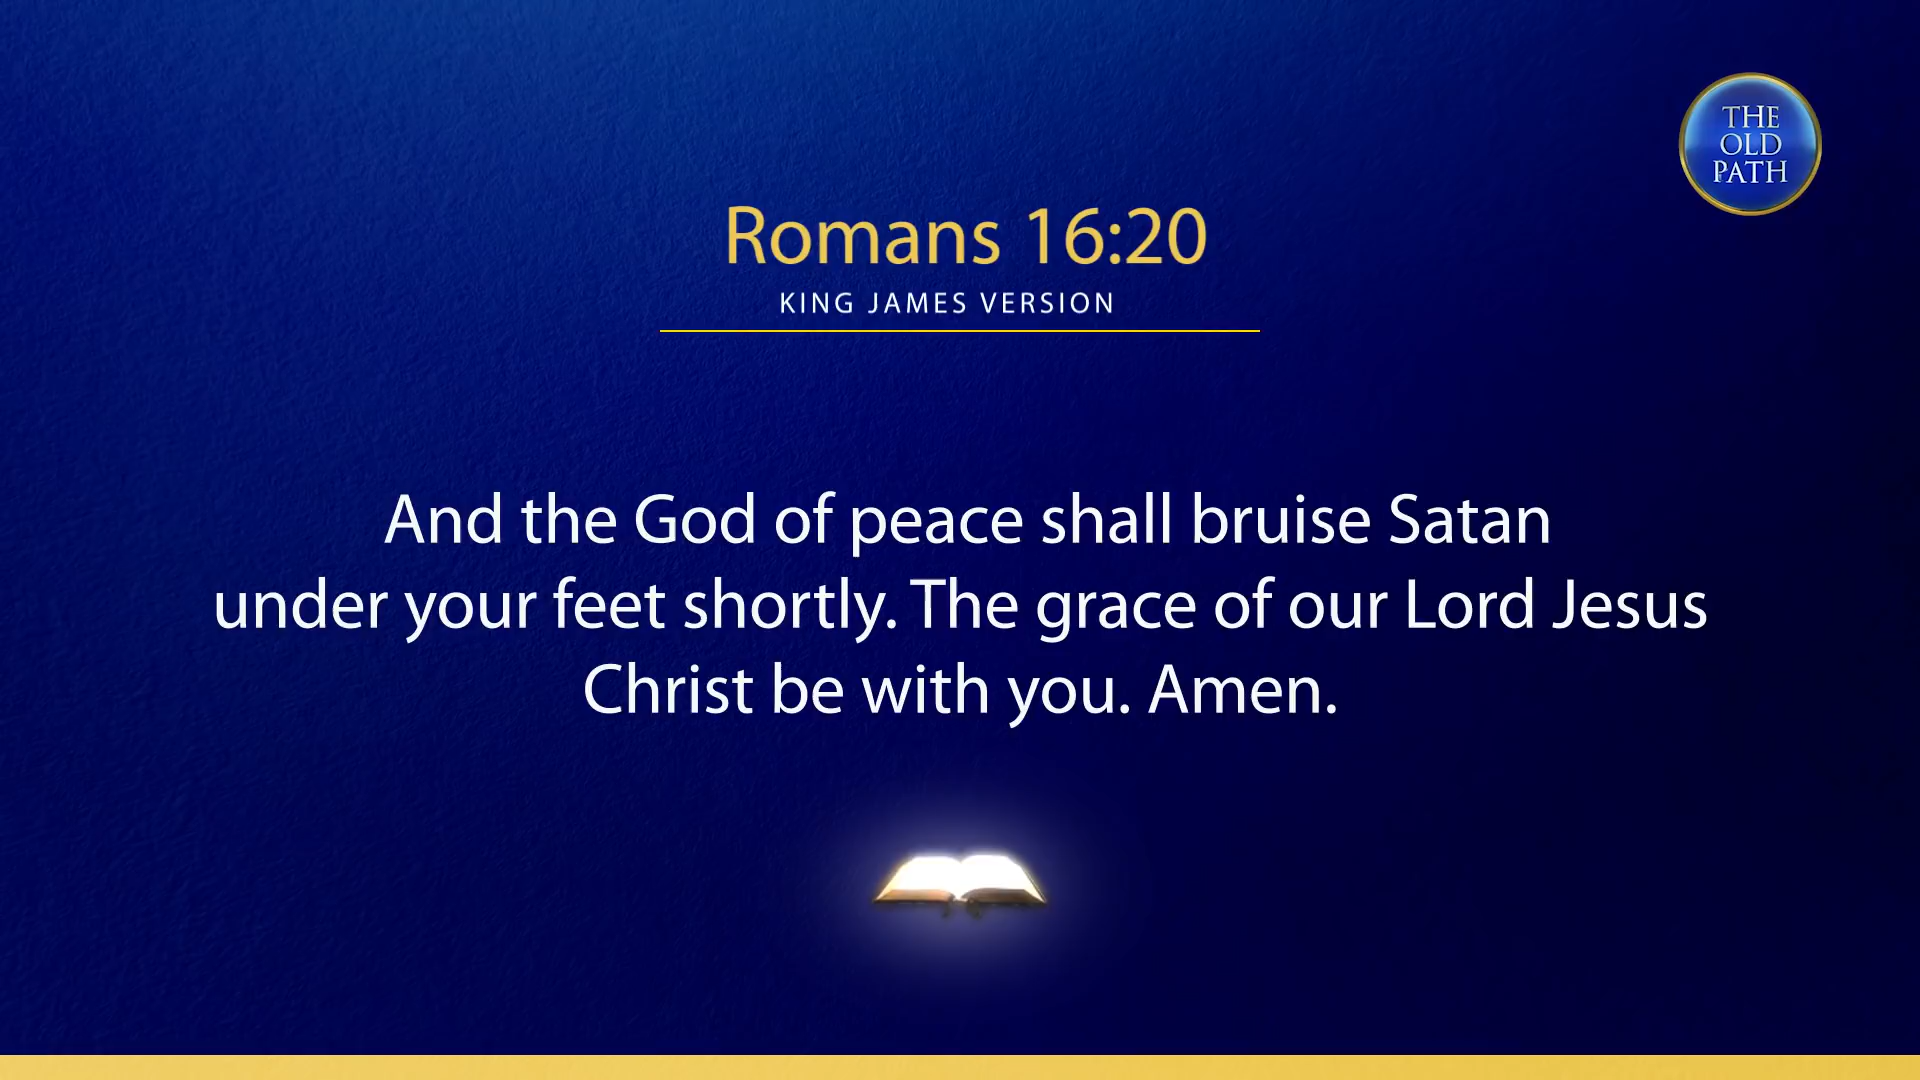 THE
OLD
PATH
Romans 16:20
KING JAMES VERSION
And the God of peace shall bruise Satan
under your feet shortly. The grace of our Lord Jesus
Christ be with you. Amen.